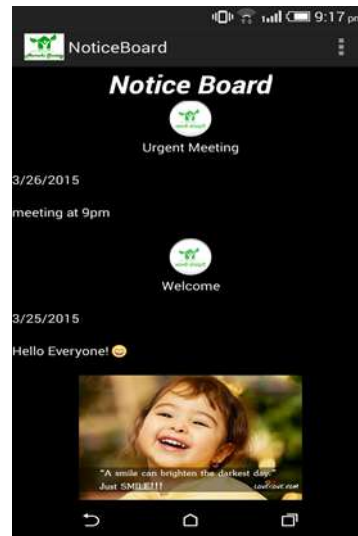 9:17 pm
NoticeBoard
Notice Board
Urgent Meeting
3/26/2015
meeting at 9pm
Welcome
3/25/2015
Hello Everyone! 😄
"A smile can brighten the darkest day."
Just SMILE!!!